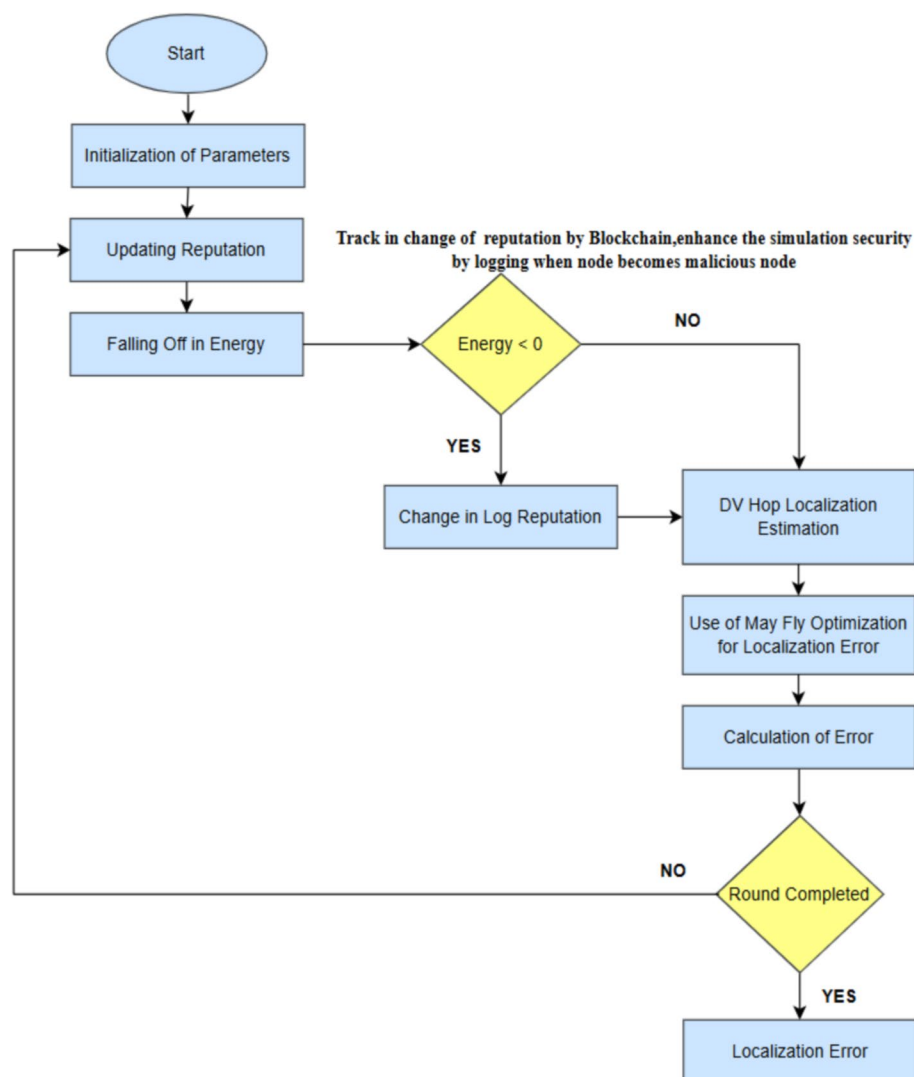 Start
Initialization of Parameters
Updating Reputation
Track in change of reputation by Blockchain,enhance the simulation security
by logging when node becomes malicious node
Falling Off in Energy
Energy < 0
NO
YES
Change in Log Reputation
DV Hop Localization
Estimation
Use of May Fly Optimization
for Localization Error
Calculation of Error
NO
Round Completed
YES
Localization Error